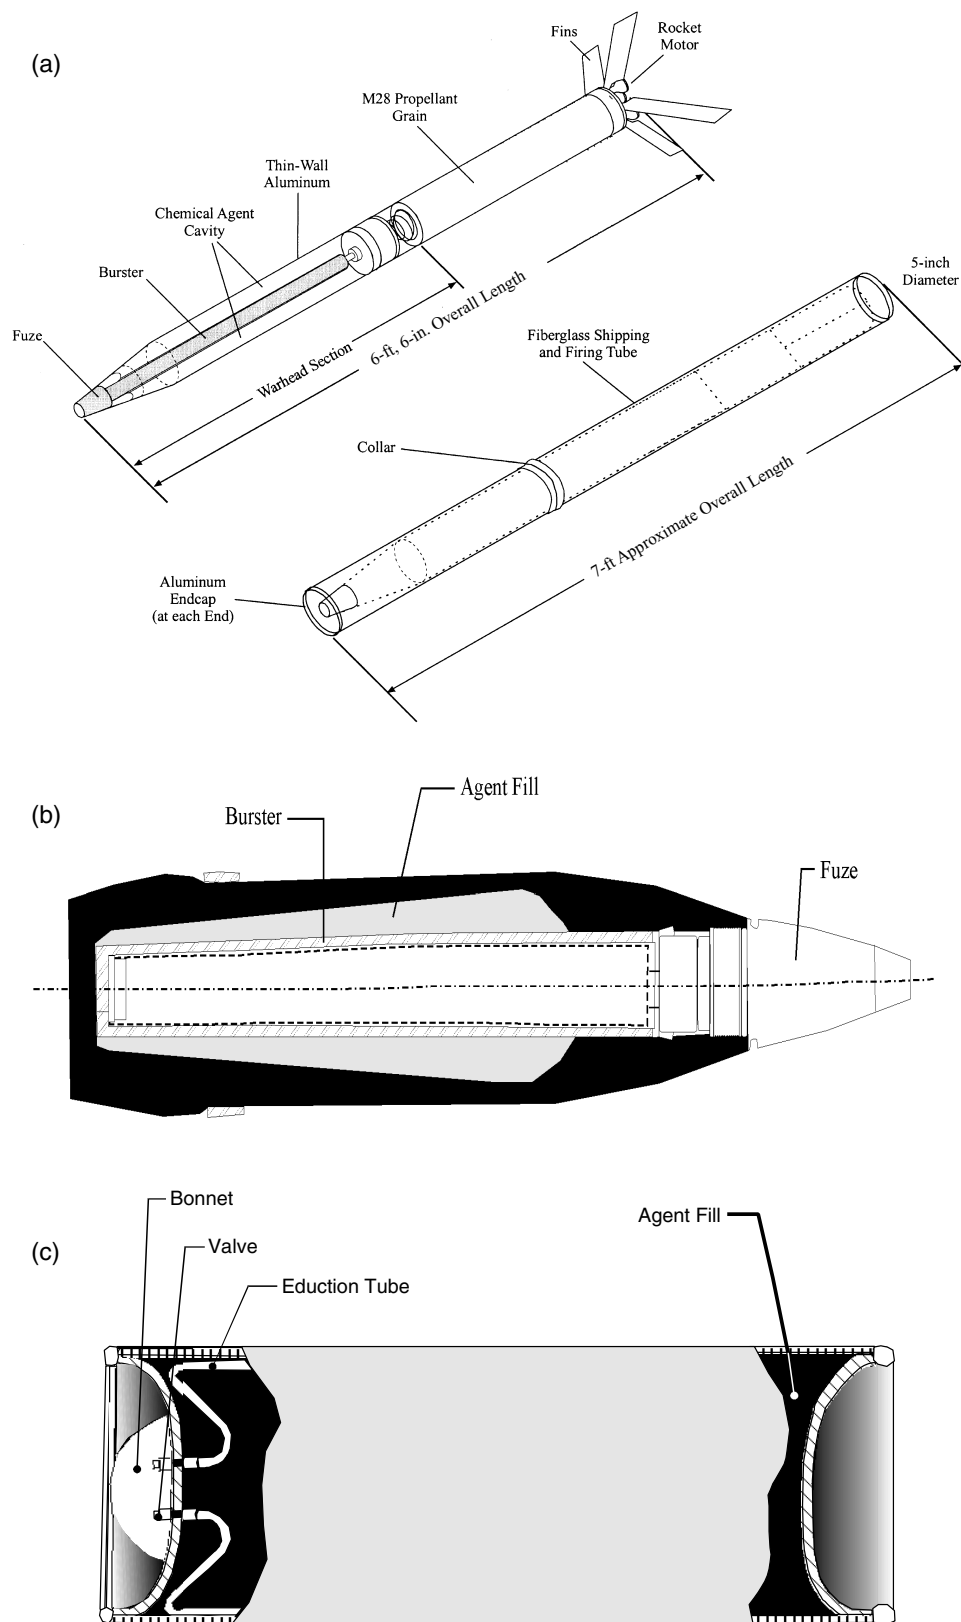 (a)
Fins
Rocket
Motor
M28 Propellant
Grain
Thin-Wall
Aluminum
Chemical Agent
Cavity
Burster
Fuze
Warhead Section
6-ft, 6-in. Overall Length
5-inch
Diameter
Fiberglass Shipping
and Firing Tube
Collar
7-ft Approximate Overall Length
Aluminum
Endcap
(at each End)
(b)
Agent Fill
Burster
Fuze
(c)
Bonnet
Valve
Eduction Tube
Agent Fill